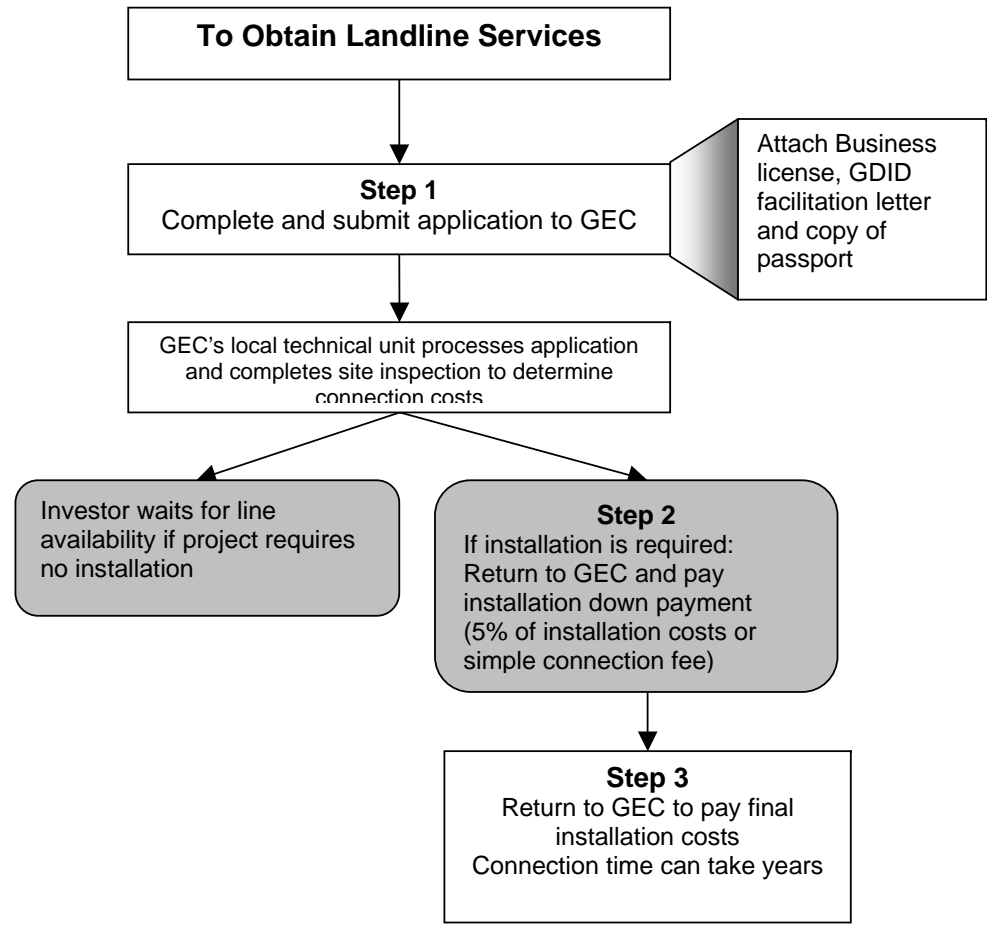 To Obtain Landline Services
Step 1
Complete and submit application to GEC
Attach Business
license, GDID
facilitation letter
and copy of
passport
GEC's local technical unit processes application
and completes site inspection to determine
connection costs
Investor waits for line
availability if project requires
no installation
Step 2
If installation is required:
Return to GEC and pay
installation down payment
(5% of installation costs or
simple connection fee)
Step 3
Return to GEC to pay final
installation costs
Connection time can take years